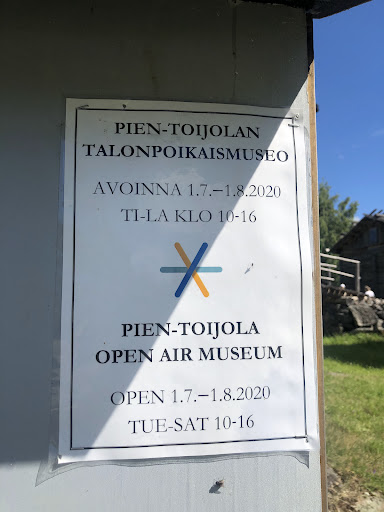 PIEN-TOIJOLAN
TALONPOIKAISMUSEO
AVOINNA 1.7.–1.8.2020
TI-LA KLO 10-16
PIEN-TOIJOLA
OPEN AIR MUSEUM
OPEN 1.7.–1.8.2020
TUE-SAT 10-16